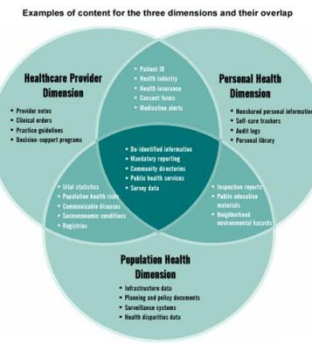 Examples of content for the three dimensions and their overlap
• Patient ID
• Health industry
• Health insurance
• Consent forms
• Medication alerts
Healthcare Provider
Dimension
• Provider notes
• Clinical orders
• Practice guidelines
• Decision-support programs
Personal Health
Dimension
• Nonshared personal information
• Self-care trackers
• Audit logs
• Personal library
• De-identified information
• Mandatory reporting
• Community directories
• Public health services
• Survey data
• Vital statistics
• Population health risks
• Communicable diseases
• Socioeconomic conditions
• Registries
• Inspection reports
• Public education
materials
• Neighborhood
environmental hazards
Population Health
Dimension
• Infrastructure data
• Planning and policy documents
• Surveillance systems
• Health disparities data